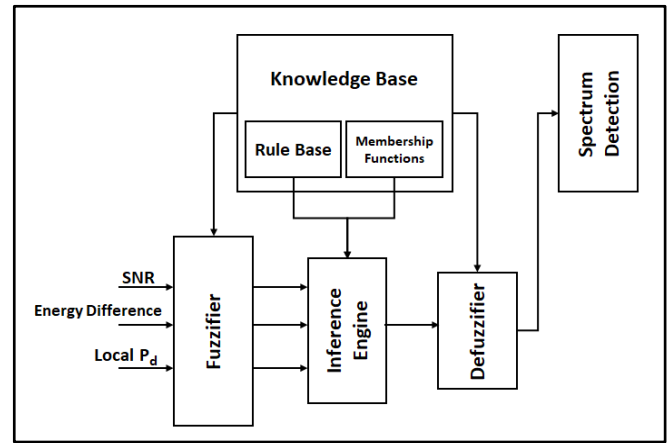 Knowledge Base
Rule Base
Membership
Functions
Spectrum
Detection
SNR
Energy Difference
Local Pd
Fuzzifier
Inference
Engine
Defuzzifier